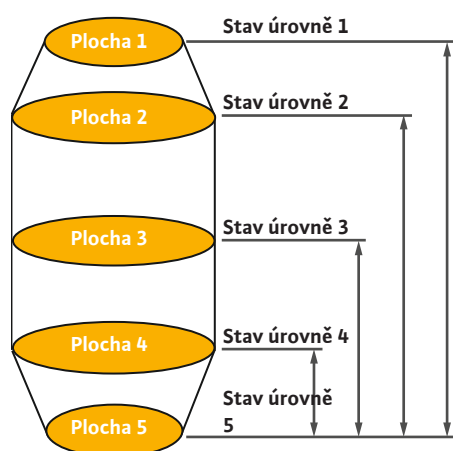 Stav úrovně 1
Plocha 1
Stav úrovně 2
Plocha 2
Stav úrovně 3
Plocha 3
Stav úrovně 4
Plocha 4
Stav úrovně
5
Plocha 5